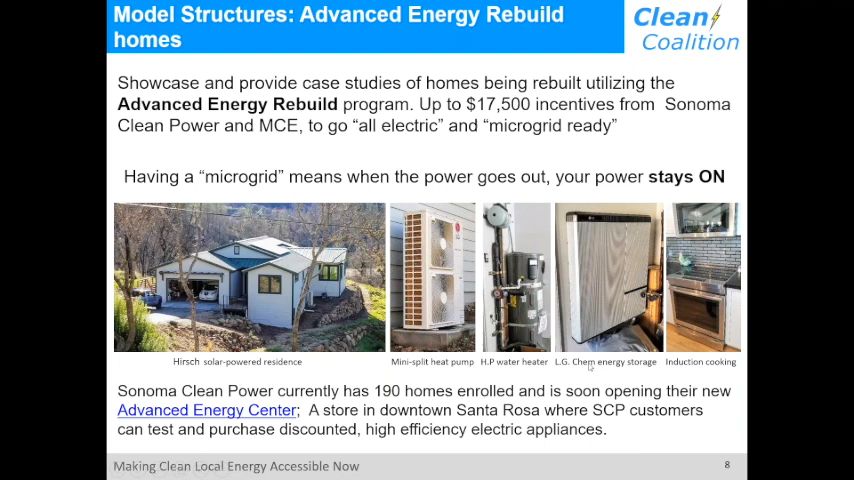 Model Structures: Advanced Energy Rebuild
homes
Clean
Coalition
Showcase and provide case studies of homes being rebuilt utilizing the
Advanced Energy Rebuild program. Up to $17,500 incentives from Sonoma
Clean Power and MCE, to go “all electric” and “microgrid ready”
Having a “microgrid” means when the power goes out, your power stays ON
Hirsch solar-powered residence
Mini-split heat pump
H.P water heater
L.G. Chem energy storage
Induction cooking
Sonoma Clean Power currently has 190 homes enrolled and is soon opening their new
Advanced Energy Center; A store in downtown Santa Rosa where SCP customers
can test and purchase discounted, high efficiency electric appliances.
Making Clean Local Energy Accessible Now
8